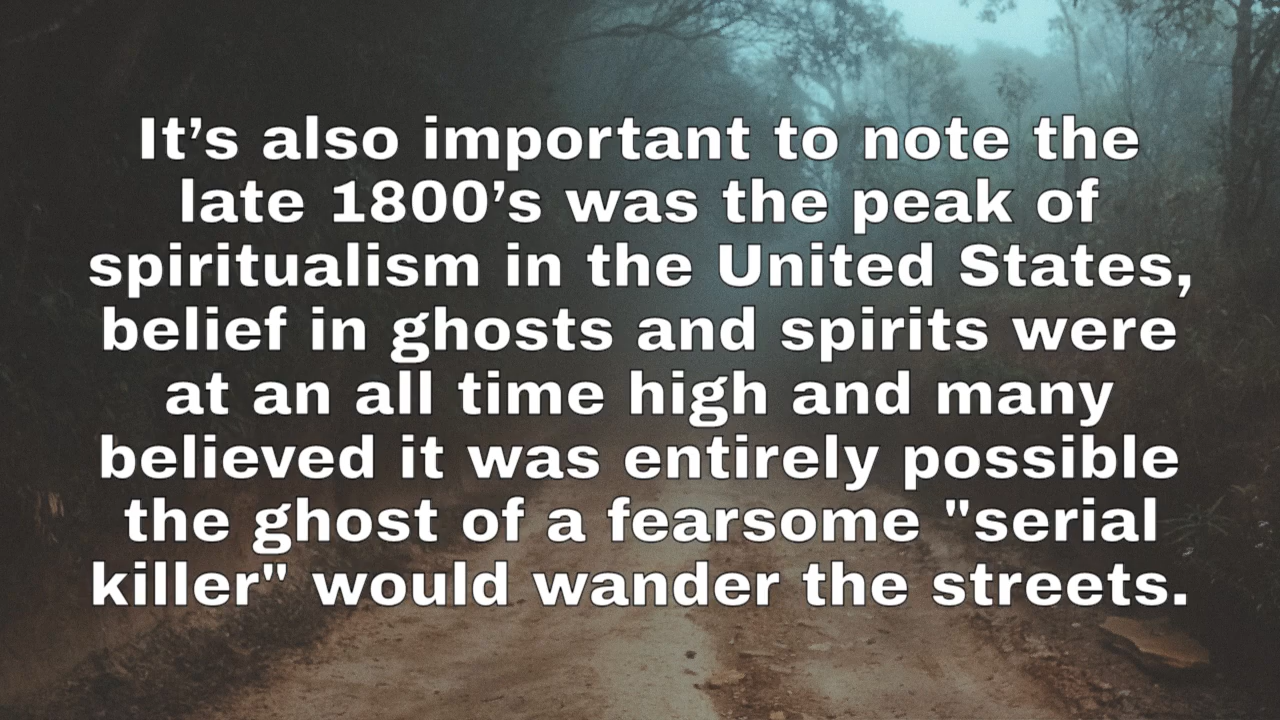 It’s also important to note the
late 1800’s was the peak of
spiritualism in the United States,
belief in ghosts and spirits were
at an all time high and many
believed it was entirely possible
the ghost of a fearsome "serial
killer" would wander the streets.